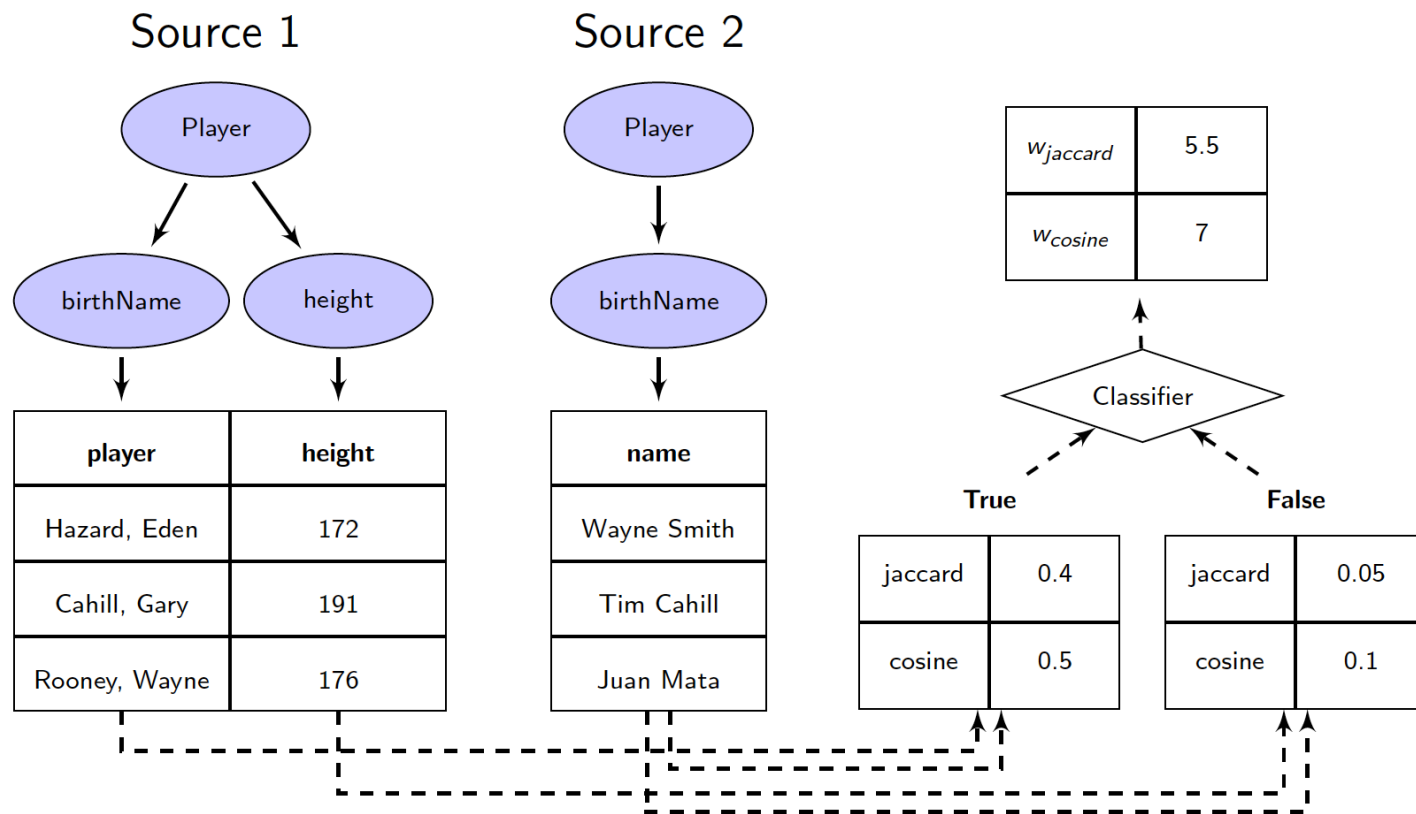 Source 1
Source 2
Player
Player
birthName
height
birthName
w_jaccard 5.5
w_cosine 7
Classifier
player height
Hazard, Eden 172
Cahill, Gary 191
Rooney, Wayne 176
name
Wayne Smith
Tim Cahill
Juan Mata
True
jaccard 0.4
cosine 0.5
False
jaccard 0.05
cosine 0.1